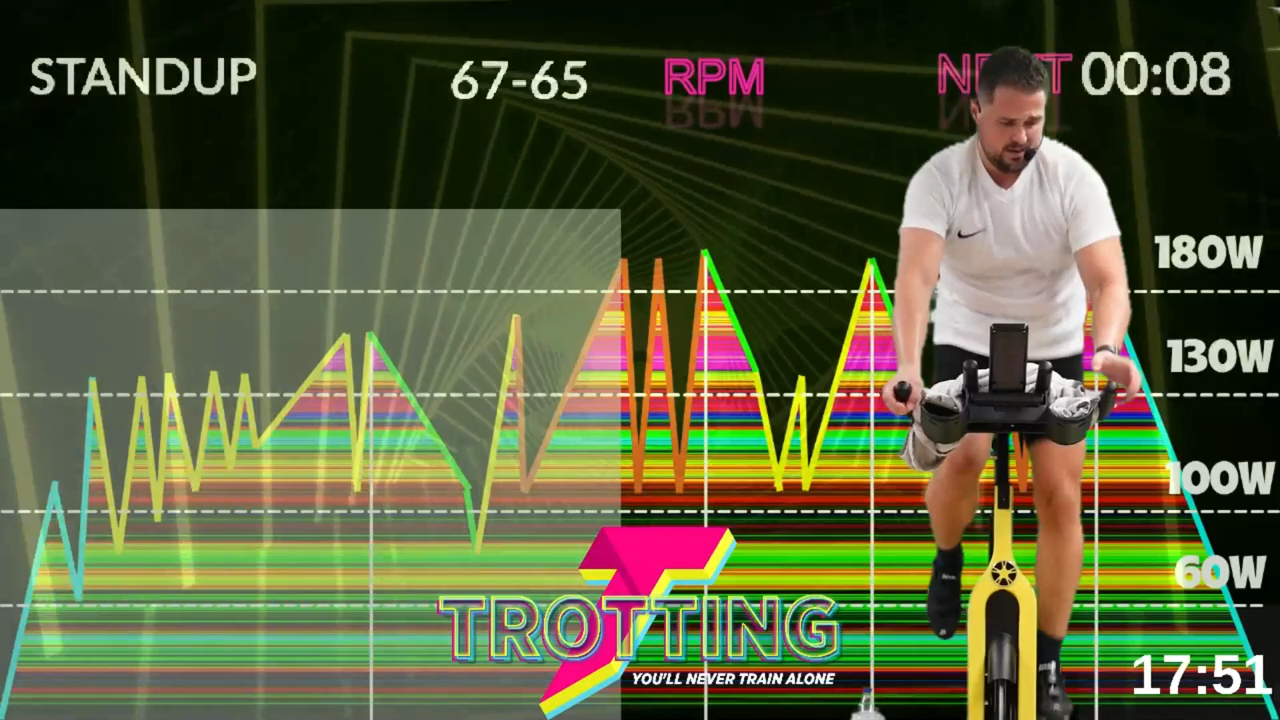 STANDUP
67-65
RPM
00:08
180W
130W
100W
60W
TROTTING
YOU'LL NEVER TRAIN ALONE
17:51